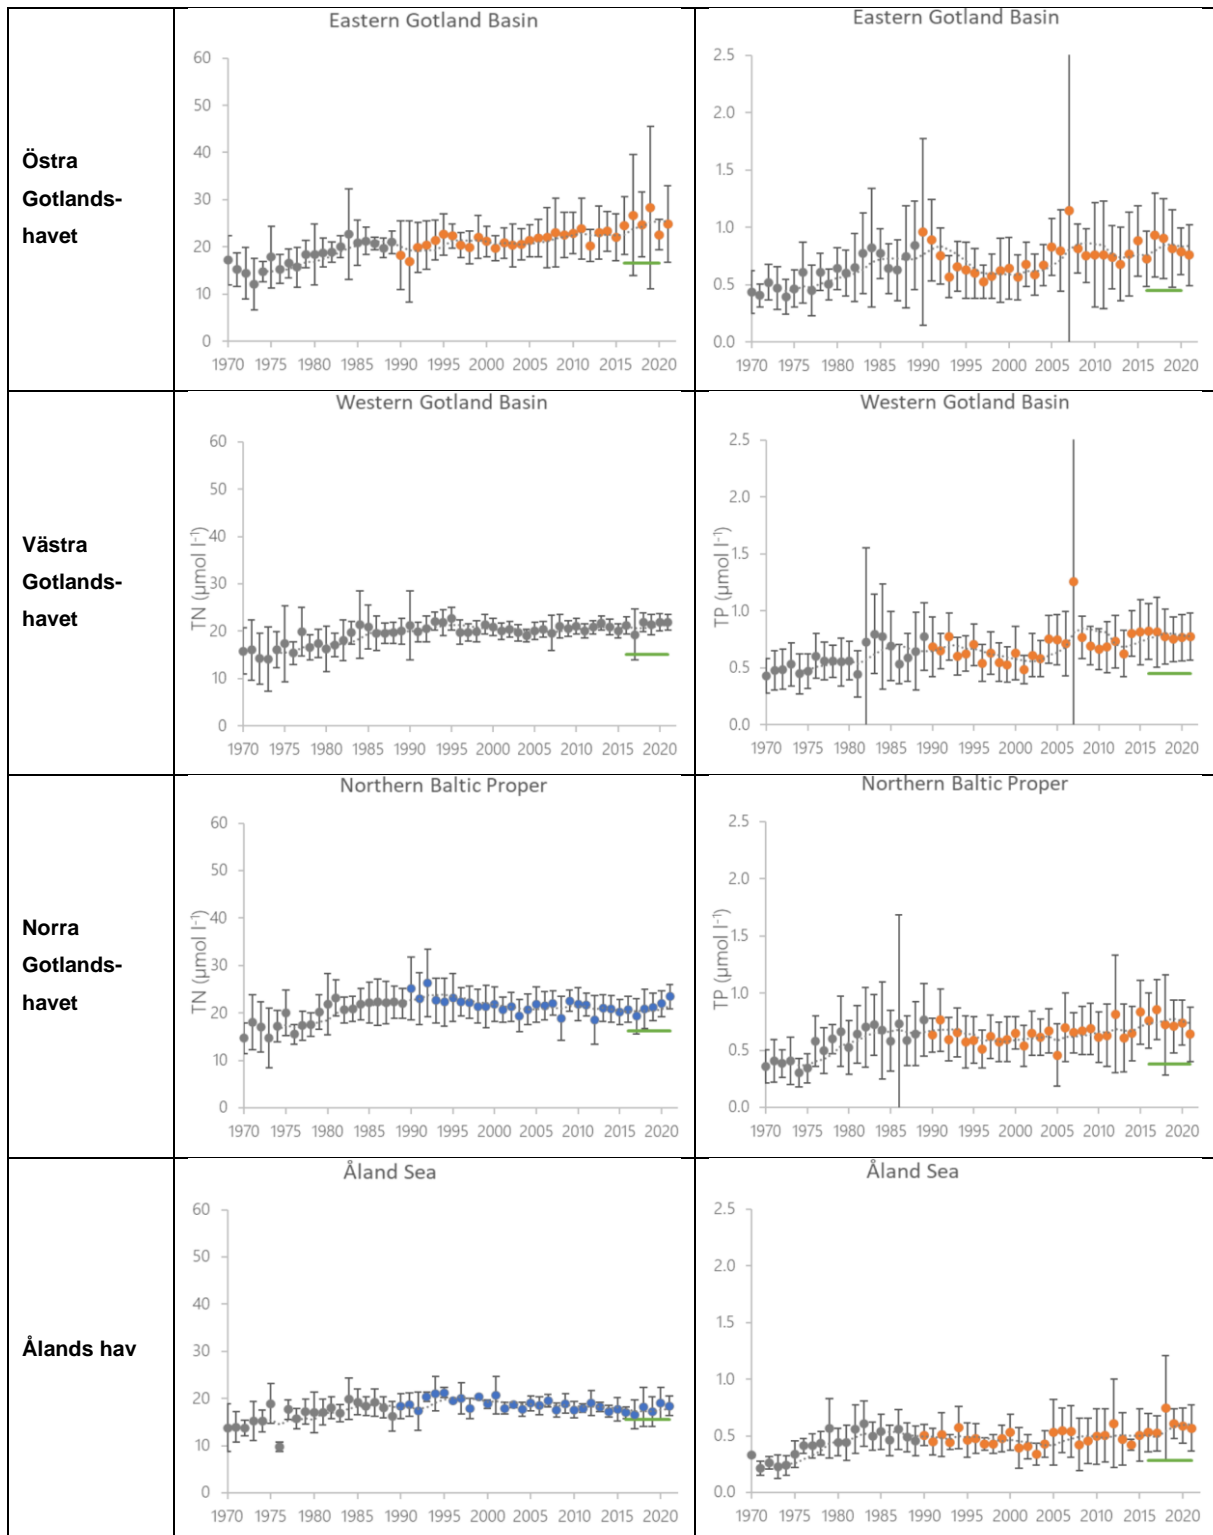 Östra
Gotlands-
havet
Eastern Gotland Basin
60
50
40
30
20
10
0
1970 1975 1980 1985 1990 1995 2000 2005 2010 2015 2020
Eastern Gotland Basin
2.5
2.0
1.5
1.0
0.5
0.0
1970 1975 1980 1985 1990 1995 2000 2005 2010 2015 2020
Västra
Gotlands-
havet
Western Gotland Basin
TN (µmol l⁻¹)
60
50
40
30
20
10
0
1970 1975 1980 1985 1990 1995 2000 2005 2010 2015 2020
Western Gotland Basin
TP (µmol l⁻¹)
2.5
2.0
1.5
1.0
0.5
0.0
1970 1975 1980 1985 1990 1995 2000 2005 2010 2015 2020
Norra
Gotlands-
havet
Northern Baltic Proper
TN (µmol l⁻¹)
60
50
40
30
20
10
0
1970 1975 1980 1985 1990 1995 2000 2005 2010 2015 2020
Northern Baltic Proper
TP (µmol l⁻¹)
2.5
2.0
1.5
1.0
0.5
0.0
1970 1975 1980 1985 1990 1995 2000 2005 2010 2015 2020
Ålands hav
Åland Sea
60
50
40
30
20
10
0
1970 1975 1980 1985 1990 1995 2000 2005 2010 2015 2020
Åland Sea
2.5
2.0
1.5
1.0
0.5
0.0
1970 1975 1980 1985 1990 1995 2000 2005 2010 2015 2020